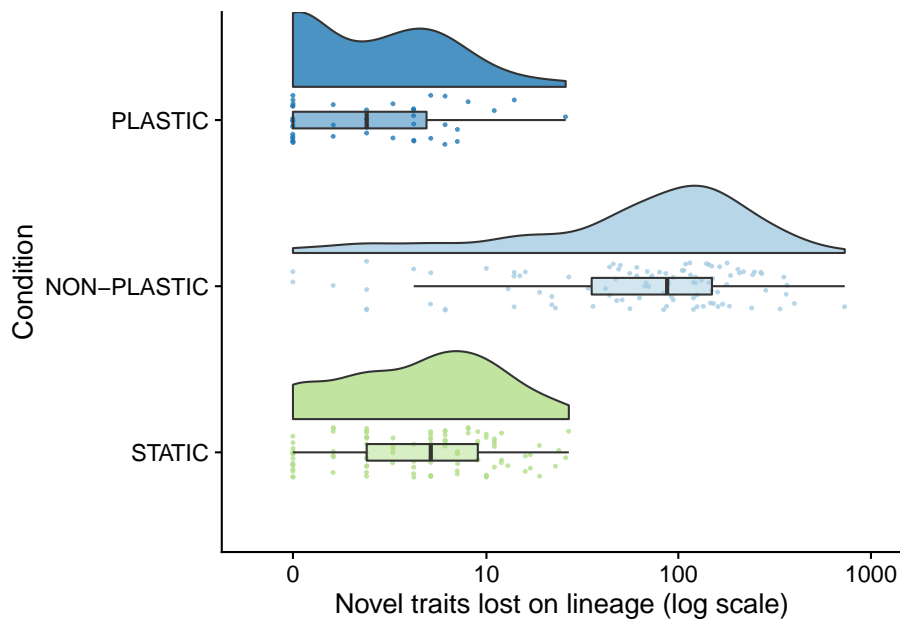 PLASTIC
NON−PLASTIC
STATIC
Condition
0 10 100 1000
Novel traits lost on lineage (log scale)